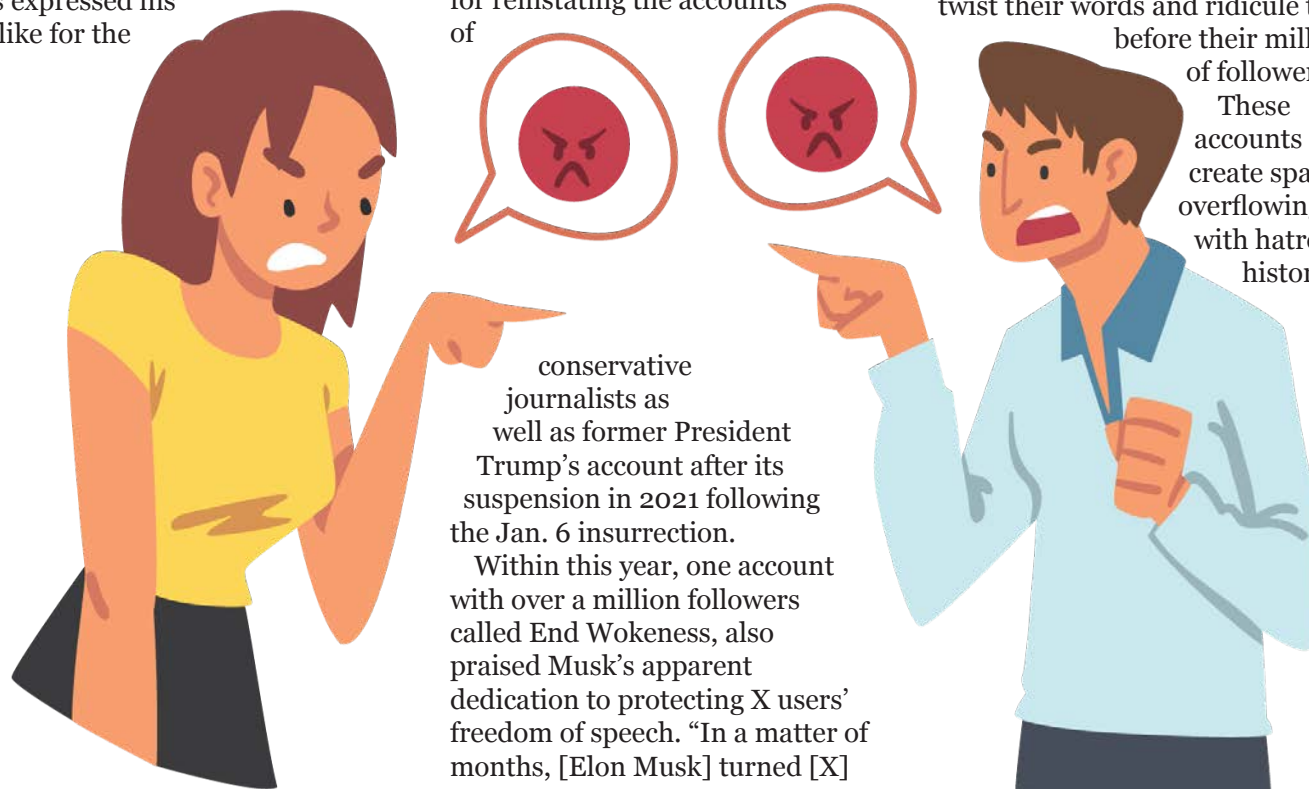 s expressed his
like for the
for reinstating the accounts
of
conservative
journalists as
well as former President
Trump’s account after its
suspension in 2021 following
the Jan. 6 insurrection.
Within this year, one account
with over a million followers
called End Wokeness, also
praised Musk’s apparent
dedication to protecting X users’
freedom of speech. “In a matter of
months, [Elon Musk] turned [X]
twist their words and ridicule t
before their mill
of follower
These
accounts
create spa
overflowin
with hatre
histor